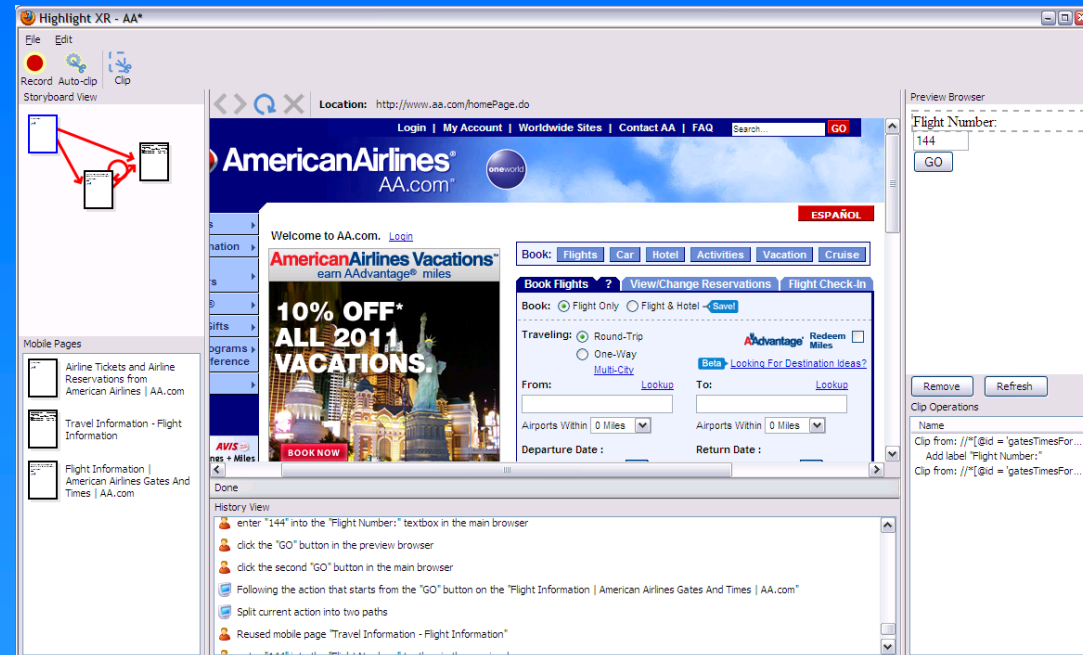 Highlight XR - AA*
File Edit
Record Auto-clip Clip
Storyboard View
Location: http://www.aa.com/homePage.do
Login | My Account | Worldwide Sites | Contact AA | FAQ Search... GO
AmericanAirlines®
AA.com®
oneworld
ESPAÑOL
Welcome to AA.com. Login
AmericanAirlines Vacations
earn AAdvantage® miles
10% OFF*
ALL 2011
VACATIONS.
BOOK NOW
AVIS
Book: Flights Car Hotel Activities Vacation Cruise
Book Flights ? View/Change Reservations Flight Check-In
Book: Flight Only Flight & Hotel Save!
Traveling: Round-Trip
One-Way
Multi-City
AAdvantage® Redeem Miles
Beta Looking For Destination Ideas?
From: Lookup To: Lookup
Airports Within 0 Miles Airports Within 0 Miles
Departure Date : Return Date :
Done
Mobile Pages
Airline Tickets and Airline
Reservations from
American Airlines | AA.com
Travel Information - Flight
Information
Flight Information |
American Airlines Gates And
Times | AA.com
History View
enter "144" into the "Flight Number:" textbox in the main browser
click the "GO" button in the preview browser
click the second "GO" button in the main browser
Following the action that starts from the "GO" button on the "Flight Information | American Airlines Gates And Times | AA.com"
Split current action into two paths
Reused mobile page "Travel Information - Flight Information"
Preview Browser
Flight Number:
144
GO
Remove Refresh
Clip Operations
Name
Clip from: //*[@id = 'gatesTimesFor...
Add label "Flight Number:"
Clip from: //*[@id = 'gatesTimesFor...